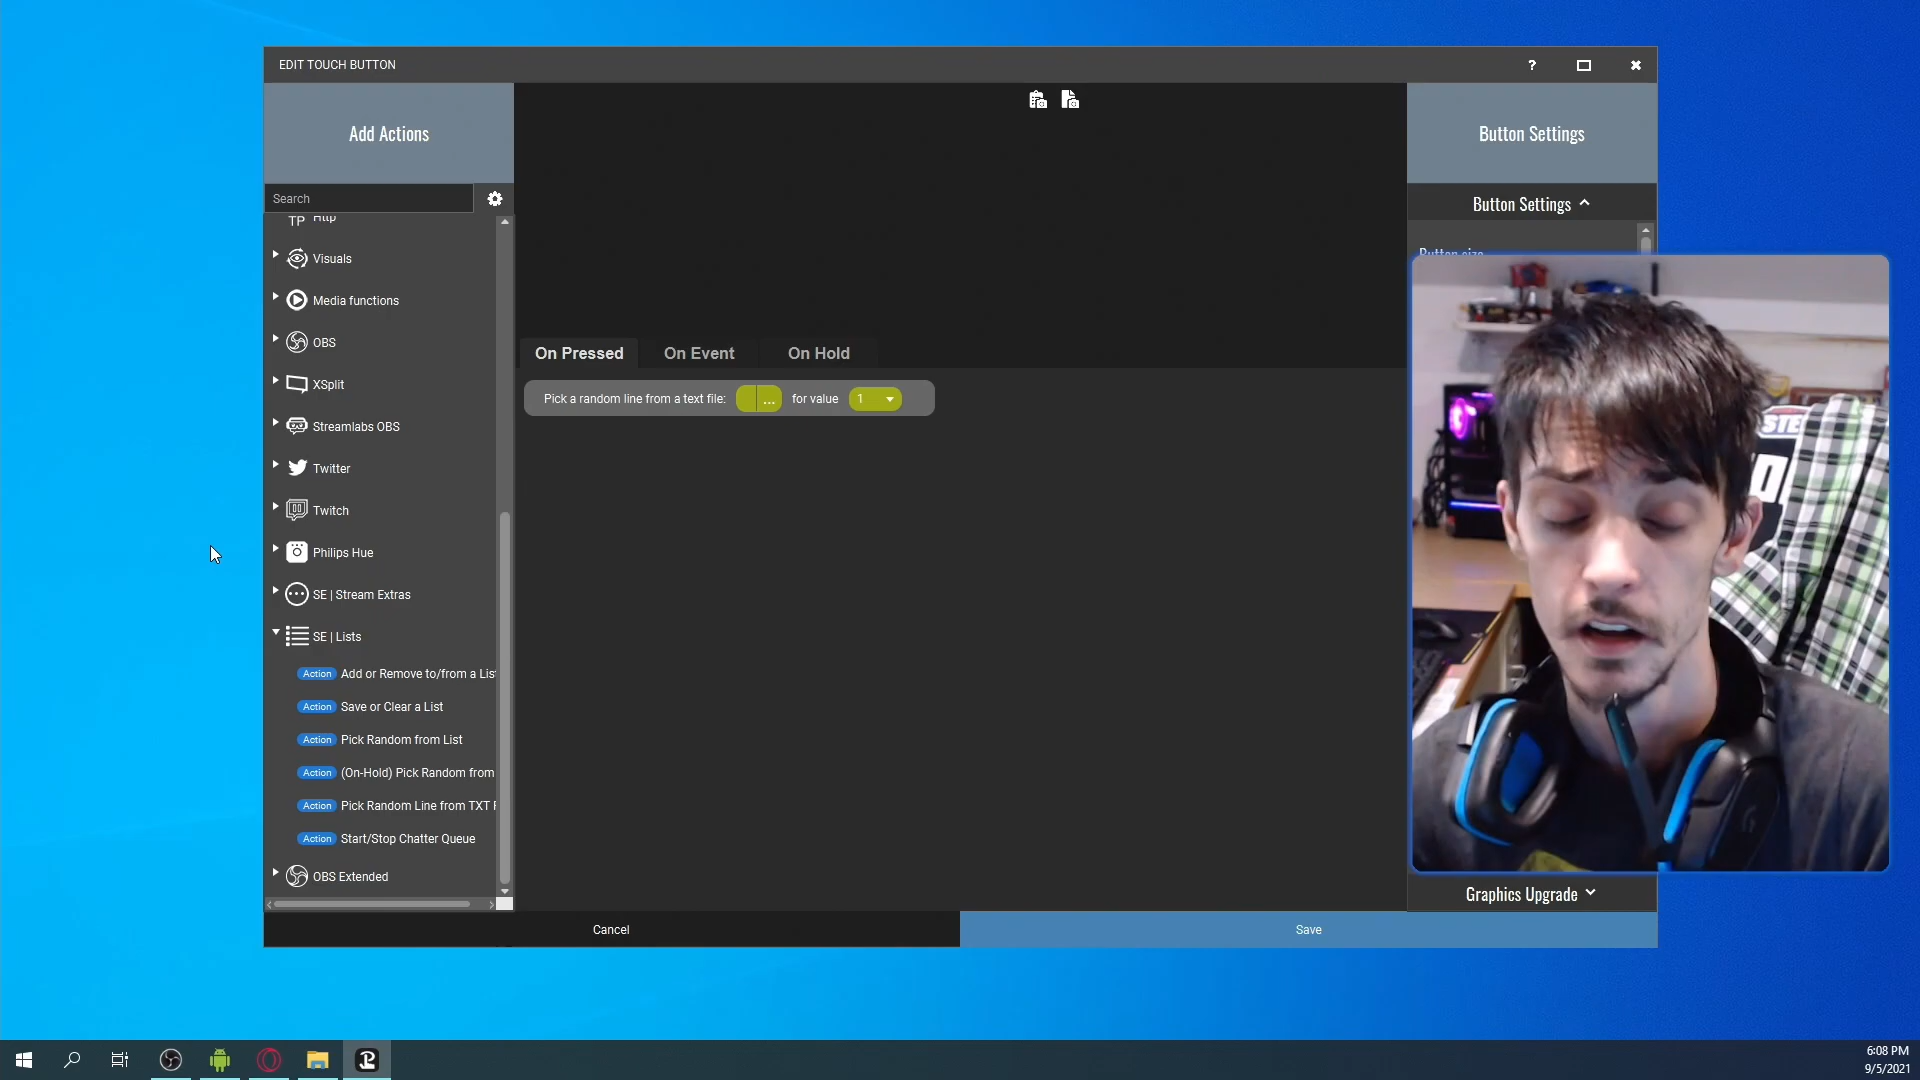 EDIT TOUCH BUTTON
?
Add Actions
Button Settings
Search
Button Settings
TP Http
Button size
Visuals
Media functions
OBS
On Pressed
On Event
On Hold
XSplit
Pick a random line from a text file:
...
for value
1
Streamlabs OBS
Twitter
Twitch
Philips Hue
SE | Stream Extras
SE | Lists
Action Add or Remove to/from a Lis
Action Save or Clear a List
Action Pick Random from List
Action (On-Hold) Pick Random from
Action Pick Random Line from TXT F
Action Start/Stop Chatter Queue
OBS Extended
Graphics Upgrade
Cancel
Save
6:08 PM
9/5/2021